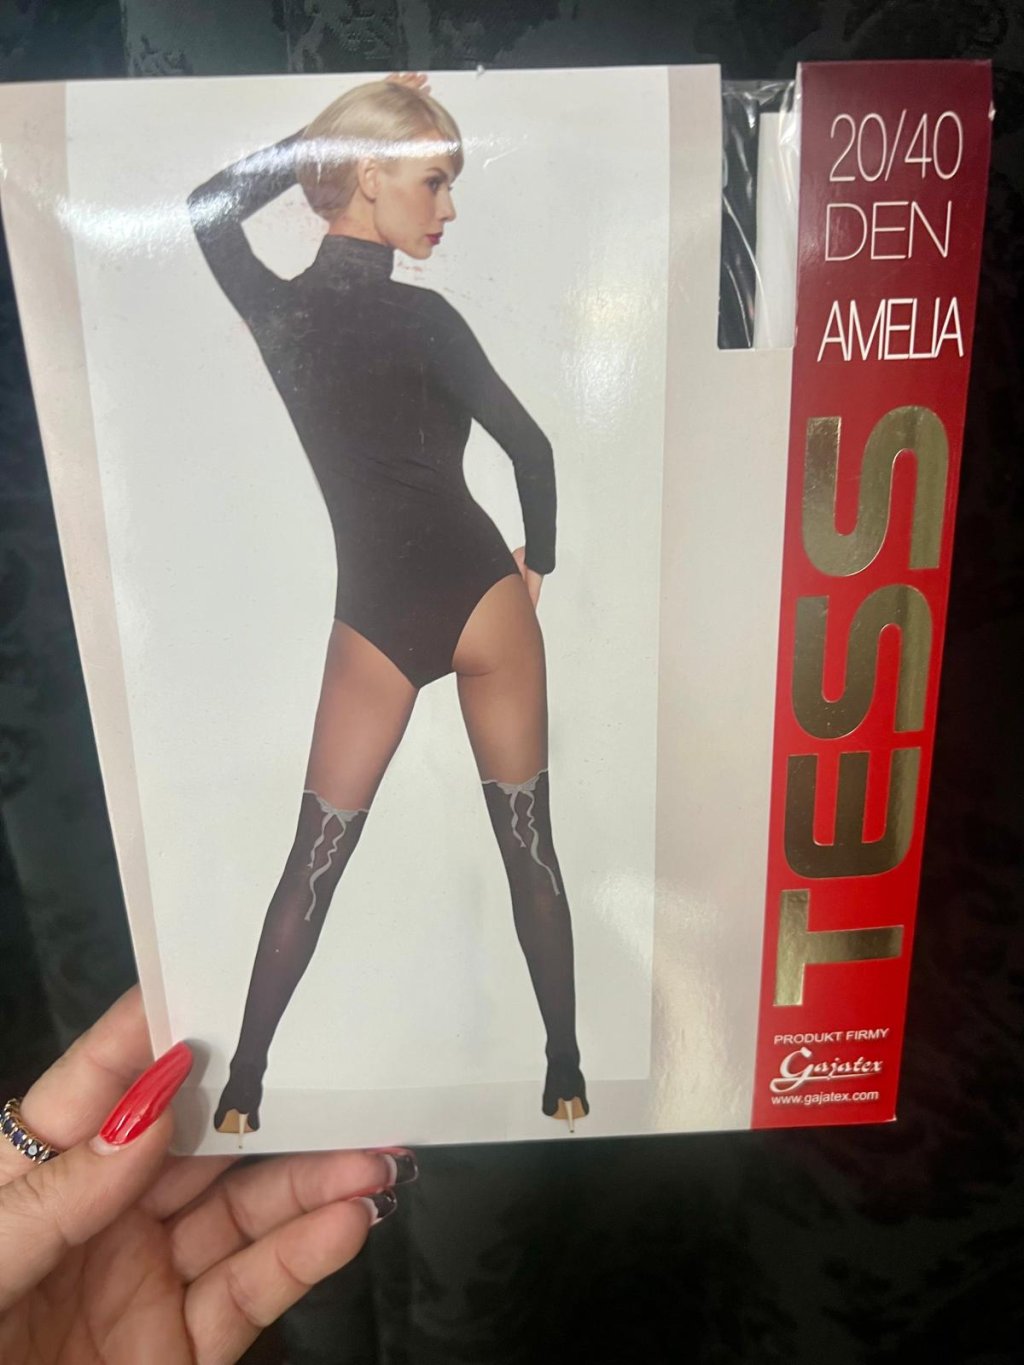 20/40
DEN
AMELIA
TESS
PRODUKT FIRMY
Gajatex
www.gajatex.com